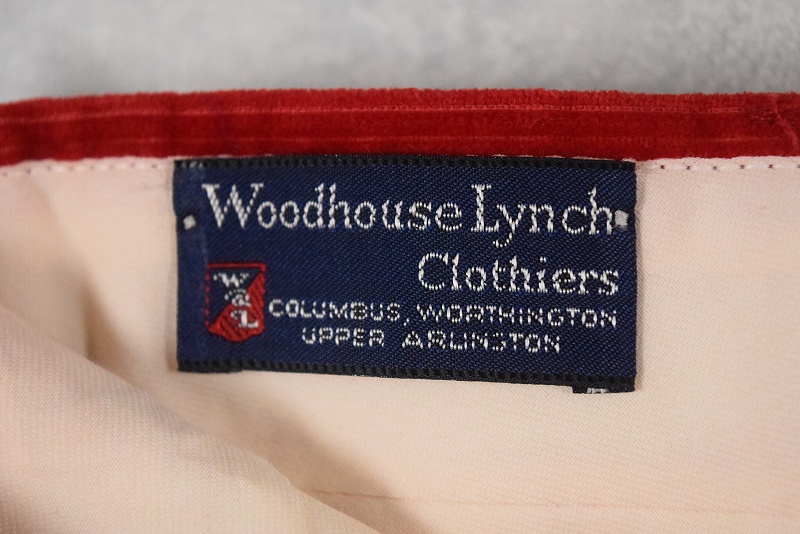 Woodhouse Lynch
Clothiers
W&L
COLUMBUS, WORTHINGTON
UPPER ARLINGTON